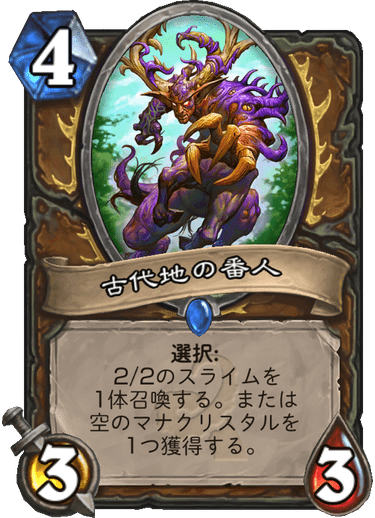 4
古代地の番人
選択:
2/2のスライムを
1体召喚する。または
空のマナクリスタルを
1つ獲得する。
3
3